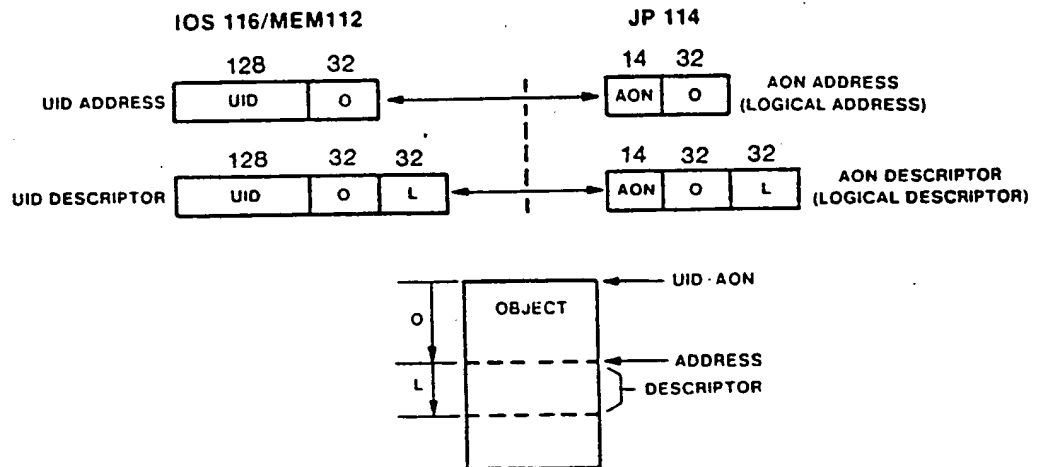 IOS 116/MEM112 JP 114
128 32 14 32
UID ADDRESS UID O AON O AON ADDRESS
(LOGICAL ADDRESS)
128 32 32 14 32 32
UID DESCRIPTOR UID O L AON O L AON DESCRIPTOR
(LOGICAL DESCRIPTOR)
UID·AON
OBJECT
O
ADDRESS
L
DESCRIPTOR